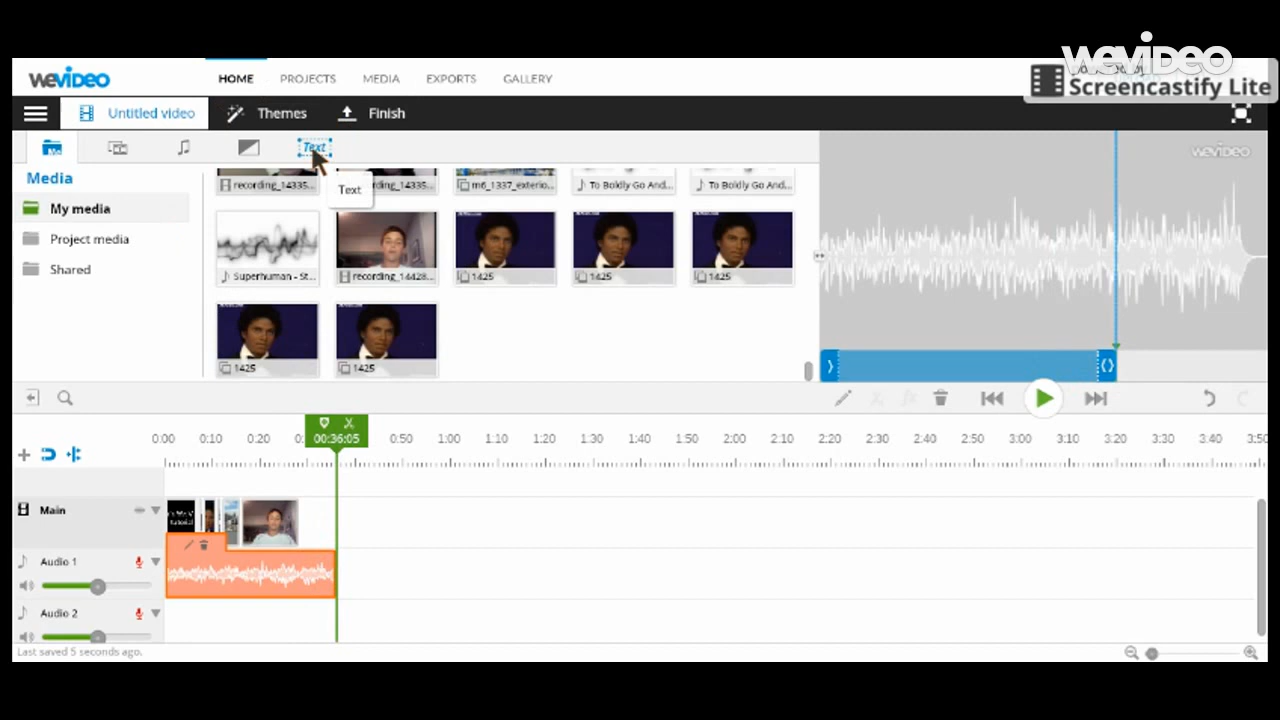 wevideo
Screencastify Lite
wevideo HOME PROJECTS MEDIA EXPORTS GALLERY
Untitled video Themes Finish
Text
Text
wevideo
Media
My media
Project media
Shared
recording_14335... m6_1337_exterio... To Boldly Go And... To Boldly Go And...
Superhuman - St... recording_14428... 1425 1425 1425
1425 1425
00:36:05
0:00 0:10 0:20 0:50 1:00 1:10 1:20 1:30 1:40 1:50 2:00 2:10 2:20 2:30 2:40 2:50 3:00 3:10 3:20 3:30 3:40 3:50
Main
tutorial
Audio 1
Audio 2
Last saved 5 seconds ago.